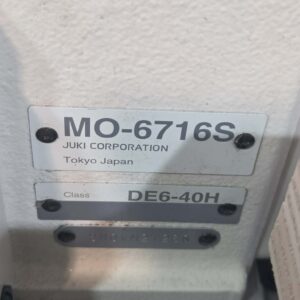 MO-6716S
JUKI CORPORATION
Tokyo Japan
Class DE6-40H